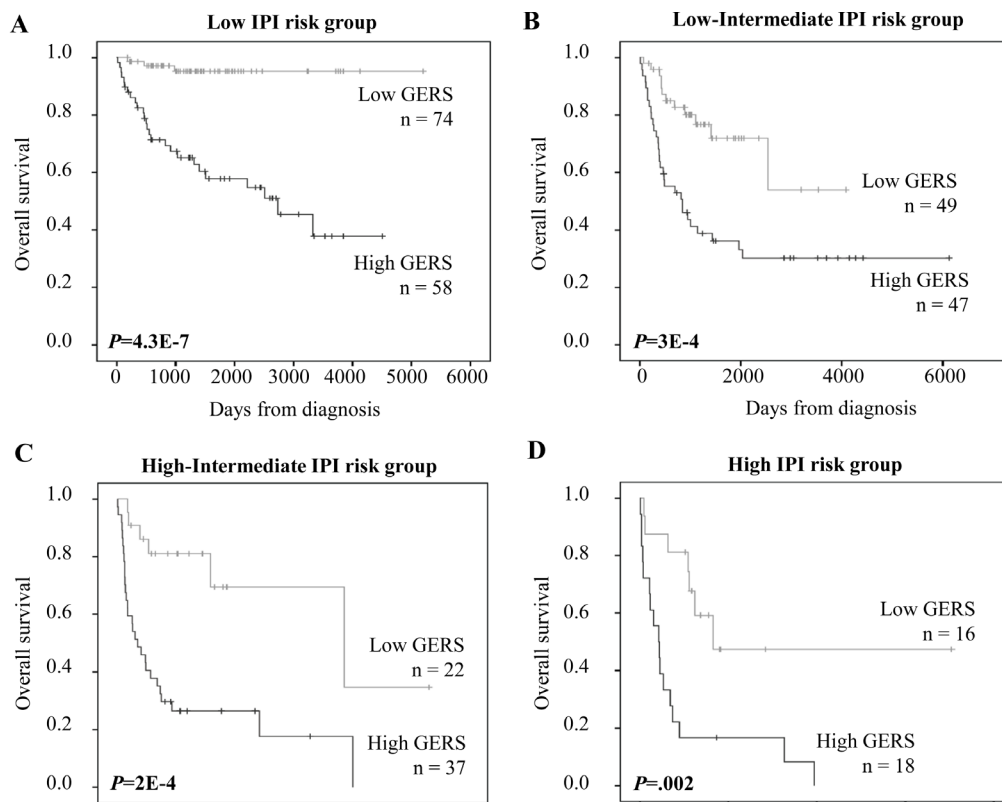 A
Low IPI risk group
1.0
0.8
0.6
0.4
0.2
0.0
Overall survival
Low GERS
n = 74
High GERS
n = 58
P=4.3E-7
0 1000 2000 3000 4000 5000 6000
Days from diagnosis
B
Low-Intermediate IPI risk group
1.0
0.8
0.6
0.4
0.2
0.0
Overall survival
Low GERS
n = 49
High GERS
n = 47
P=3E-4
0 2000 4000 6000
Days from diagnosis
C
High-Intermediate IPI risk group
1.0
0.8
0.6
0.4
0.2
0.0
Overall survival
Low GERS
n = 22
High GERS
n = 37
P=2E-4
D
High IPI risk group
1.0
0.8
0.6
0.4
0.2
0.0
Overall survival
Low GERS
n = 16
High GERS
n = 18
P=.002